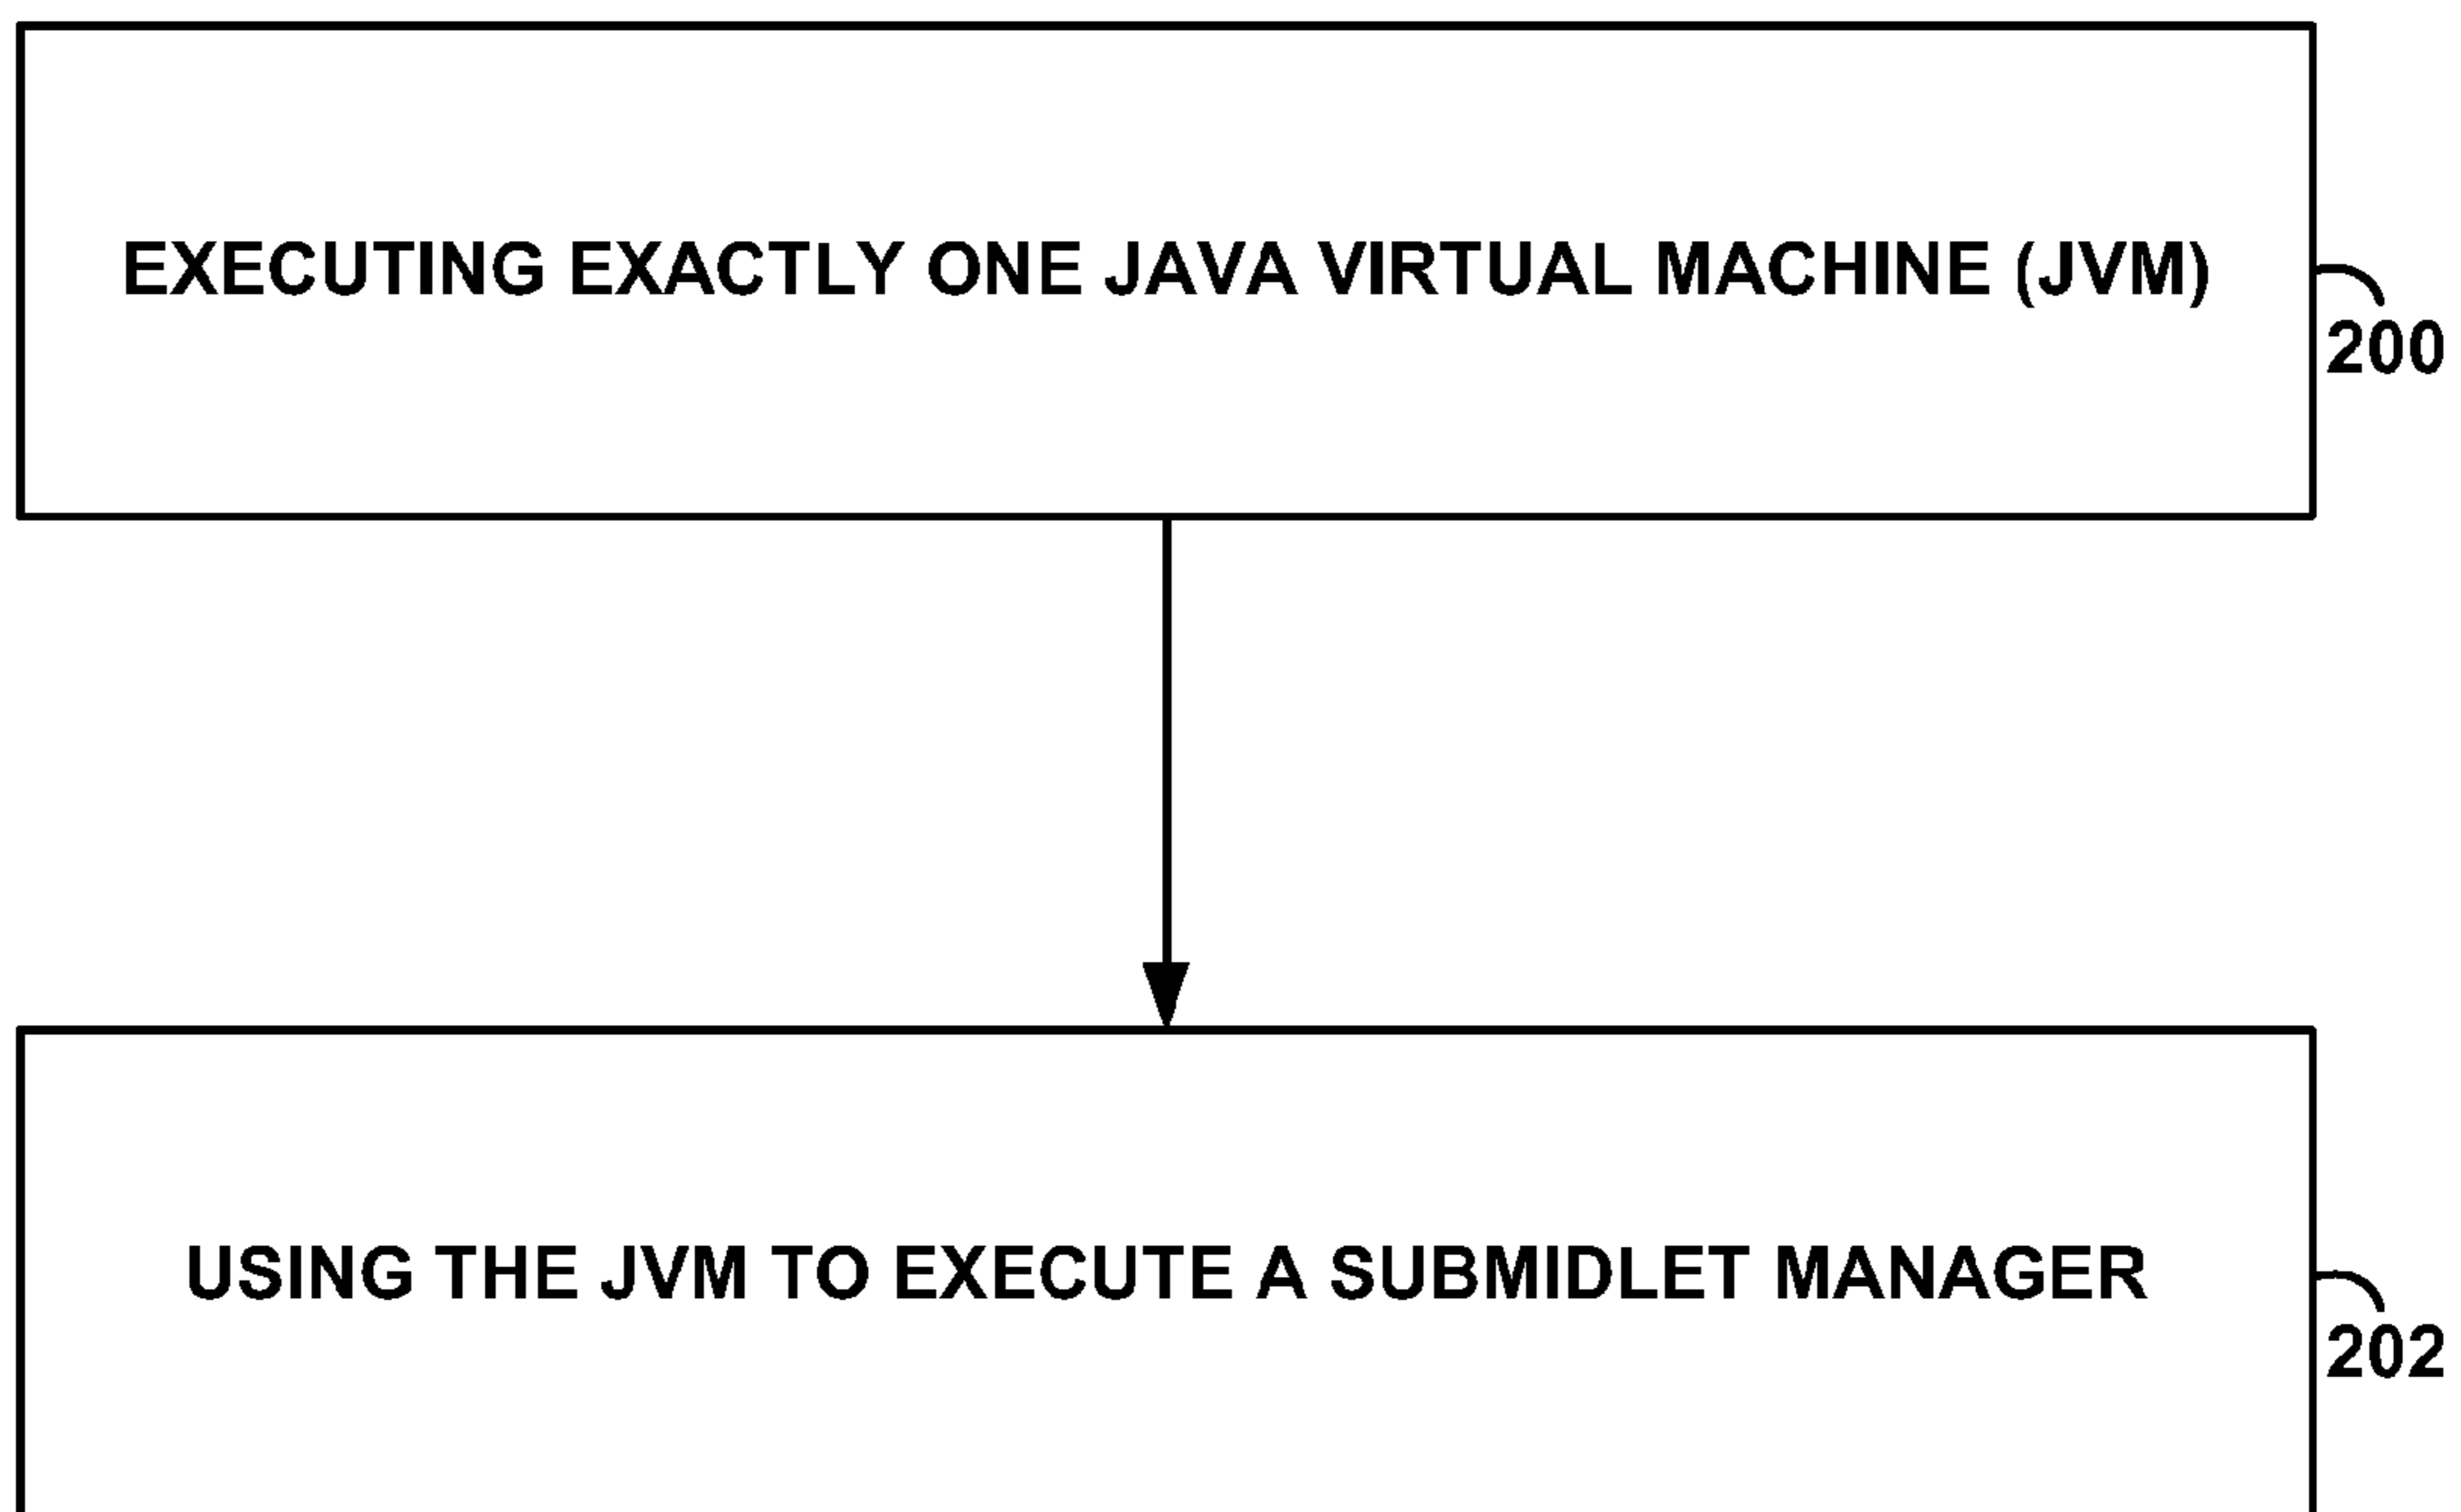 EXECUTING EXACTLY ONE JAVA VIRTUAL MACHINE (JVM)
200
USING THE JVM TO EXECUTE A SUBMIDLET MANAGER
202